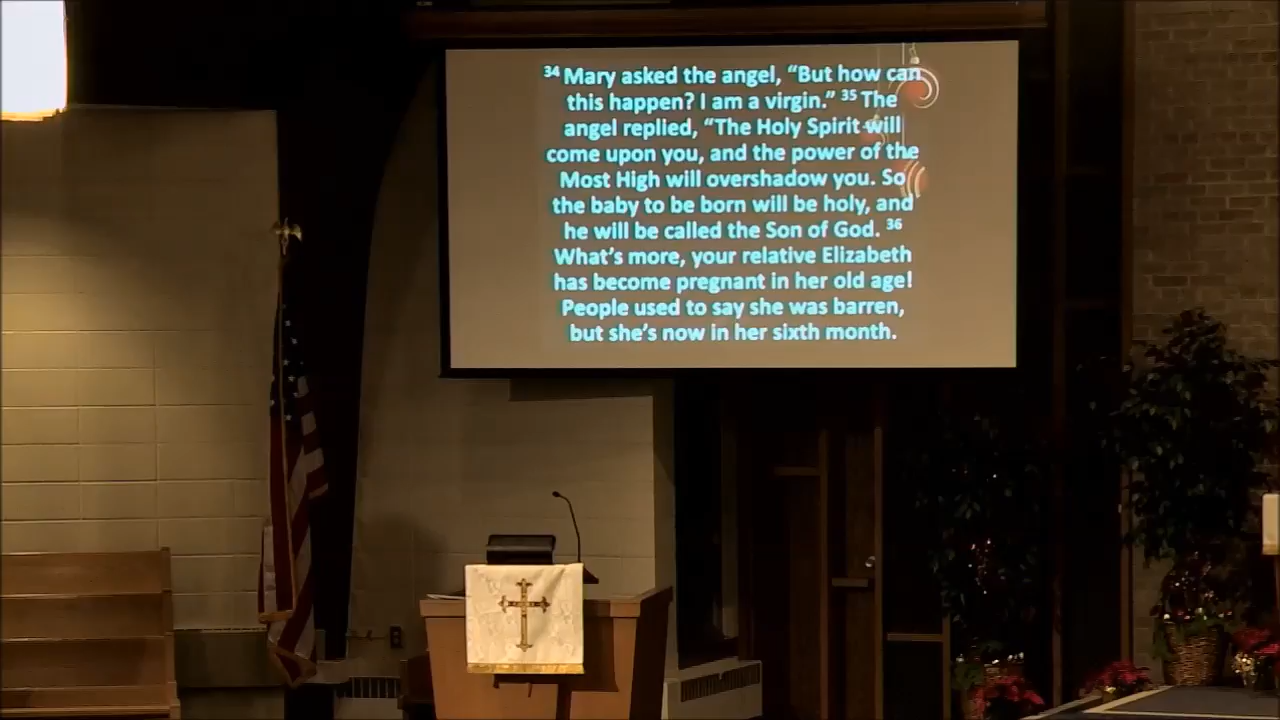 34 Mary asked the angel, “But how can
this happen? I am a virgin.” 35 The
angel replied, “The Holy Spirit will
come upon you, and the power of the
Most High will overshadow you. So
the baby to be born will be holy, and
he will be called the Son of God. 36
What’s more, your relative Elizabeth
has become pregnant in her old age!
People used to say she was barren,
but she’s now in her sixth month.